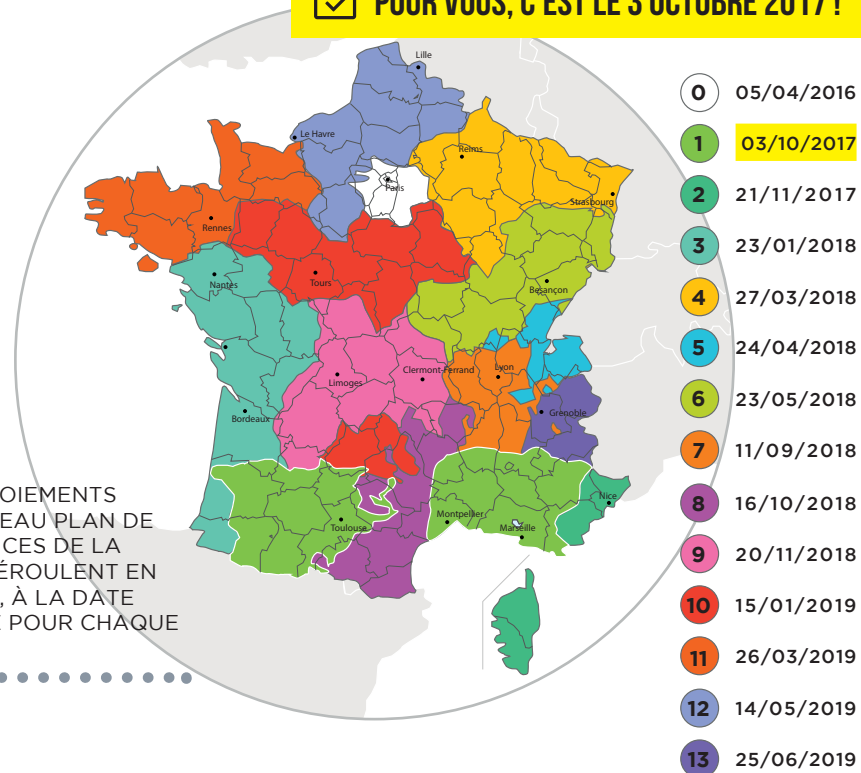 POUR VOUS, C'EST LE 3 OCTOBRE 2017 !
Lille
Le Havre
Reims
Paris
Strasbourg
Rennes
Nantes
Tours
Besançon
Limoges
Clermont-Ferrand
Lyon
Bordeaux
Grenoble
Toulouse
Montpellier
Marseille
Nice
0 05/04/2016
1 03/10/2017
2 21/11/2017
3 23/01/2018
4 27/03/2018
5 24/04/2018
6 23/05/2018
7 11/09/2018
8 16/10/2018
9 20/11/2018
10 15/01/2019
11 26/03/2019
12 14/05/2019
13 25/06/2019
OIEMENTS
EAU PLAN DE
CES DE LA
ÉROULENT EN
, À LA DATE
POUR CHAQUE